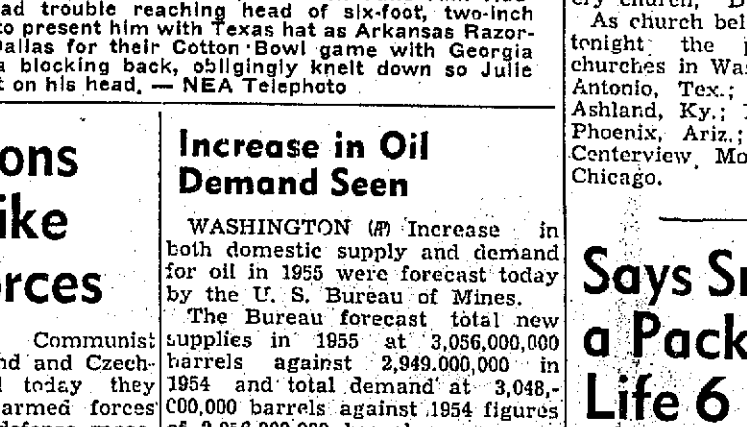 ad trouble reaching head of six-foot, two-inch
to present him with Texas hat as Arkansas Razor-
Dallas for their Cotton Bowl game with Georgia
a blocking back, obligingly knelt down so Julie
t on his head. — NEA Telephoto
ons
ike
rces
Communist
nd and Czech-
today they
armed forces
Increase in Oil
Demand Seen
WASHINGTON (AP) Increase in
both domestic supply and demand
for oil in 1955 were forecast today
by the U. S. Bureau of Mines.
The Bureau forecast total new
supplies in 1955 at 3,056,000,000
barrels against 2,949.000,000 in
1954 and total demand at 3,048,-
000,000 barrels against 1954 figures
As church bel
tonight the
churches in Was
Antonio, Tex.;
Ashland, Ky.;
Phoenix, Ariz.;
Centerview, Mo
Chicago.
Says S
a Pack
Life 6